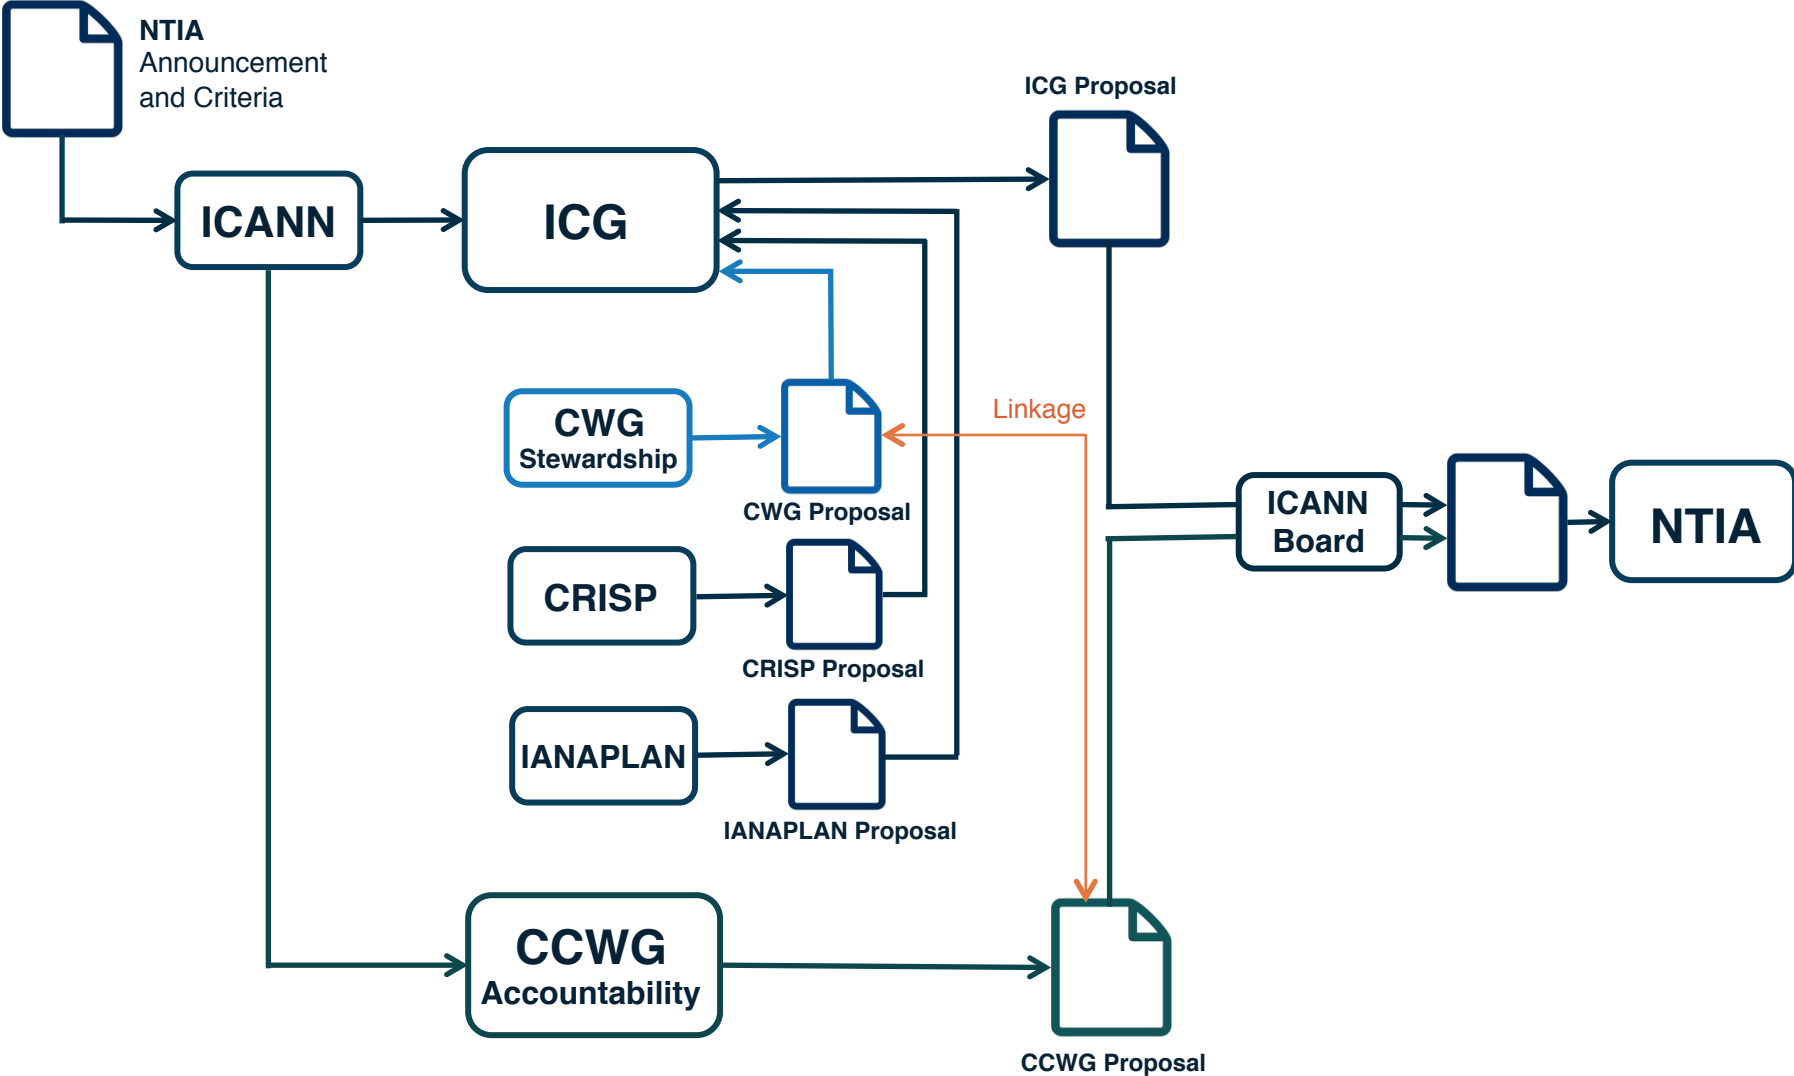 NTIA
Announcement
and Criteria
ICG Proposal
ICANN
ICG
Linkage
CWG
Stewardship
CWG Proposal
ICANN
Board
NTIA
CRISP
CRISP Proposal
IANAPLAN
IANAPLAN Proposal
CCWG
Accountability
CCWG Proposal